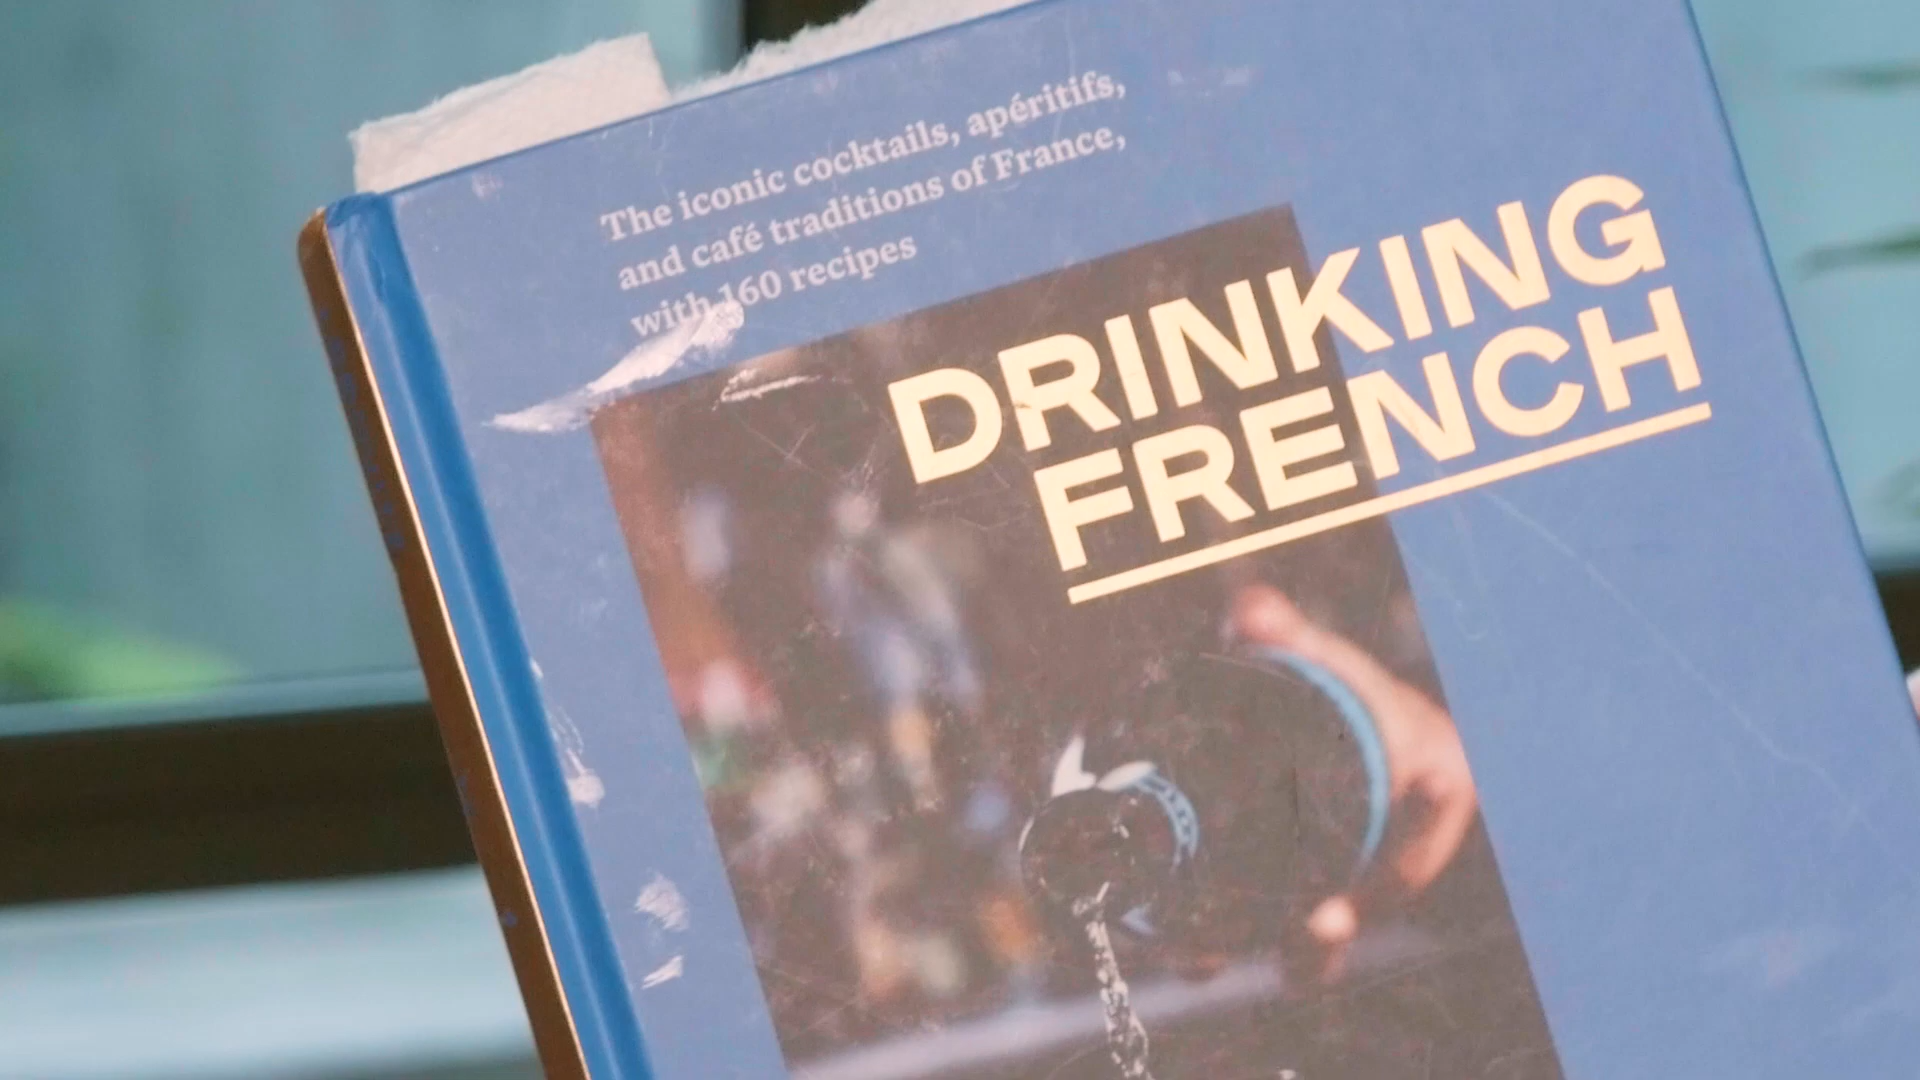 The iconic cocktails, apéritifs,
and café traditions of France,
with 160 recipes
DRINKING
FRENCH